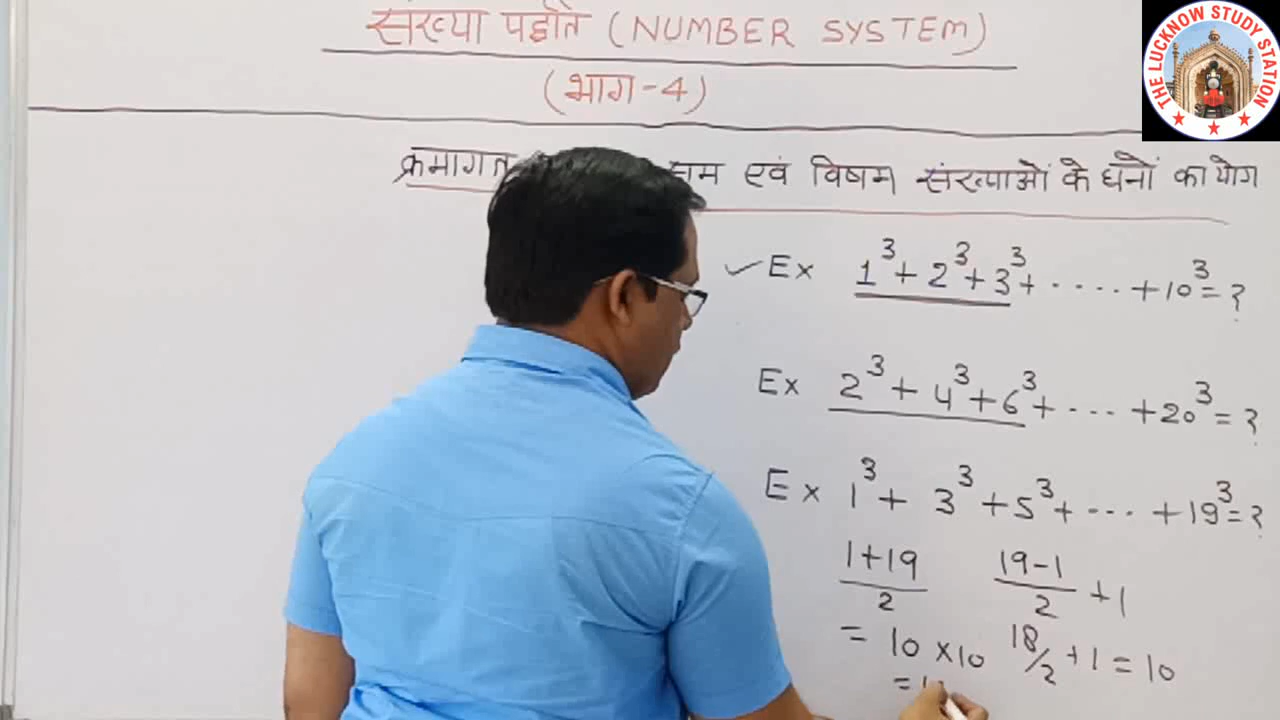 संख्या पद्धति (NUMBER SYSTEM)
(भाग-4)
THE LUCKNOW STUDY STATION
क्रमागत सम एवं विषम संख्याओं के घनों का योग
Ex 1³ + 2³ + 3³ + ..... + 10³ = ?
Ex 2³ + 4³ + 6³ + .... + 20³ = ?
Ex 1³ + 3³ + 5³ + .... + 19³ = ?
1+19/2 19-1/2 + 1
= 10 × 10 18/2 + 1 = 10
= 1